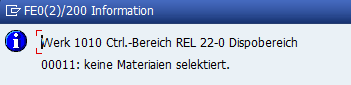 FE0(2)/200 Information
Werk 1010 Ctrl.-Bereich REL 22-0 Dispobereich
00011: keine Materiaien selektiert.